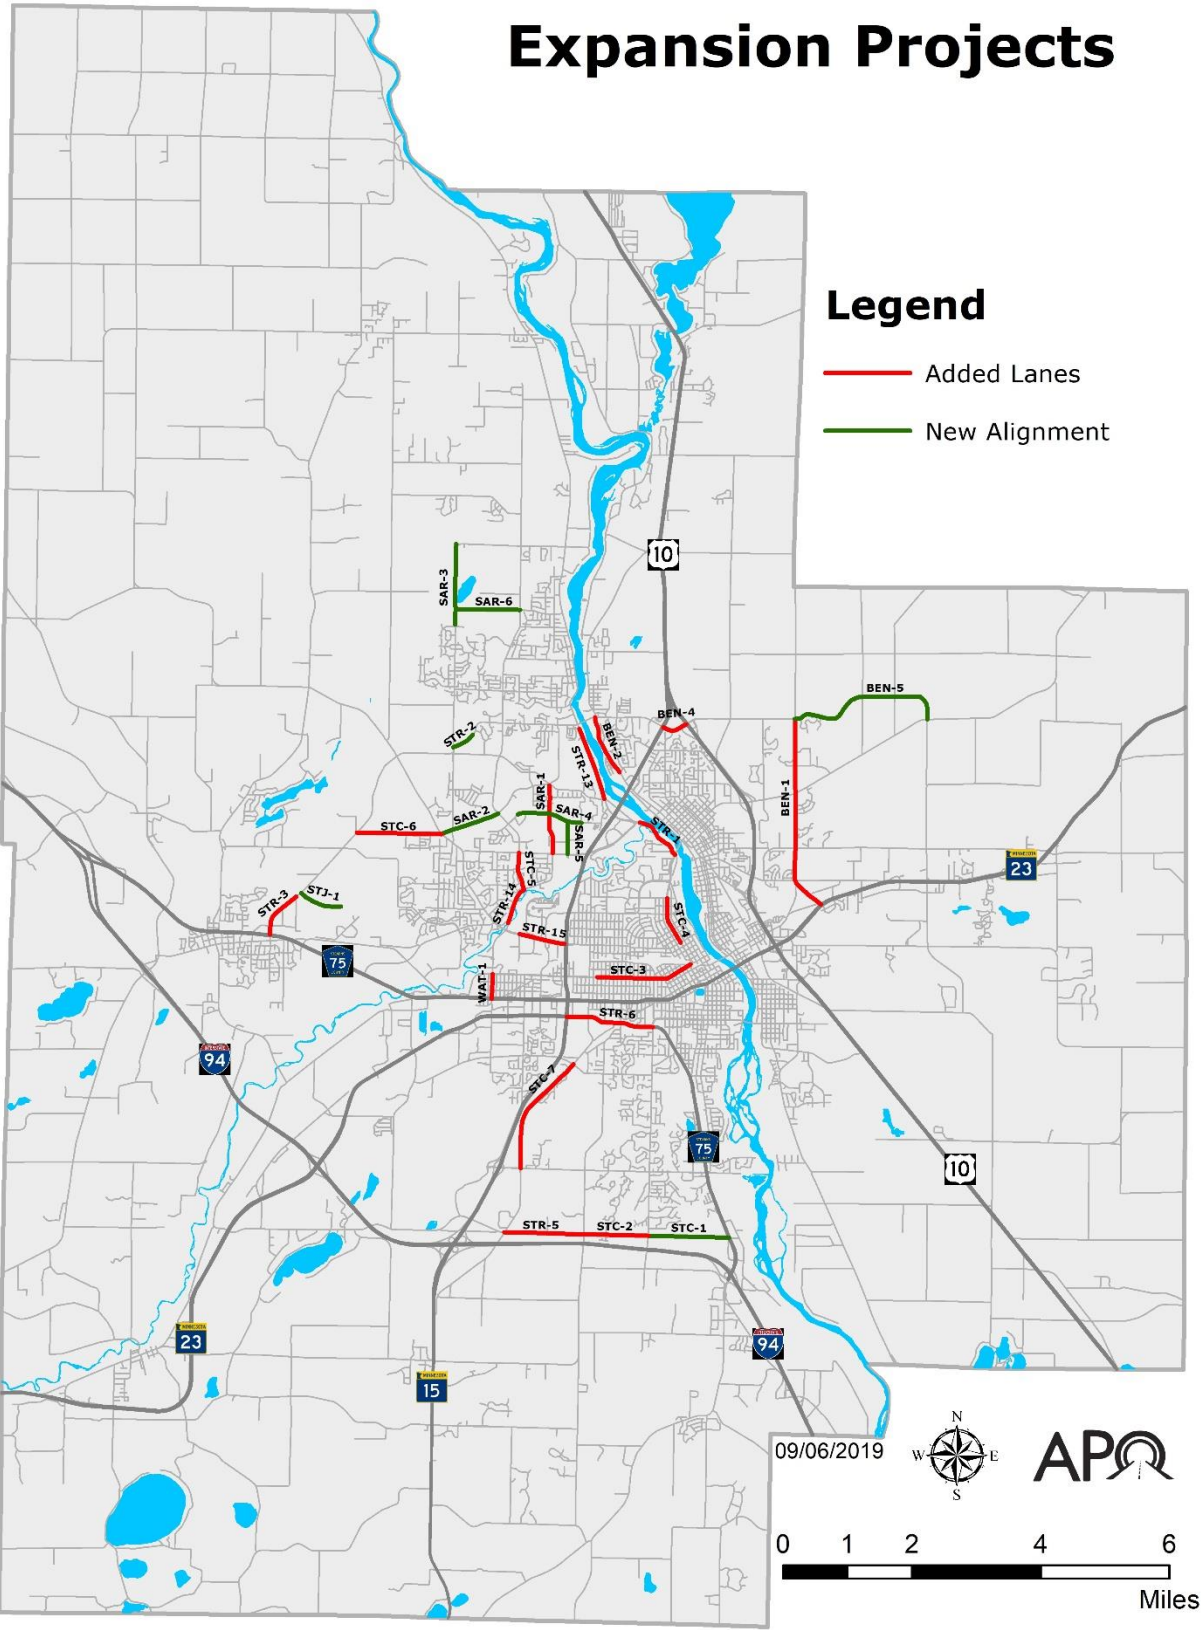 Expansion Projects
Legend
Added Lanes
New Alignment
10
SAR-3
SAR-6
BEN-5
BEN-4
STR-2
BEN-2
STR-13
SAR-1
BEN-1
SAR-2
SAR-4
STC-6
STR-1
SAR-5
STC-5
23
STR-3
STJ-1
STR-14
STC-4
STR-15
75
WAT-1
STC-3
STR-6
94
STC-7
75
10
STR-5
STC-2
STC-1
MINNESOTA
23
94
MINNESOTA
15
N
W
E
S
09/06/2019
APO
0 1 2 4 6
Miles